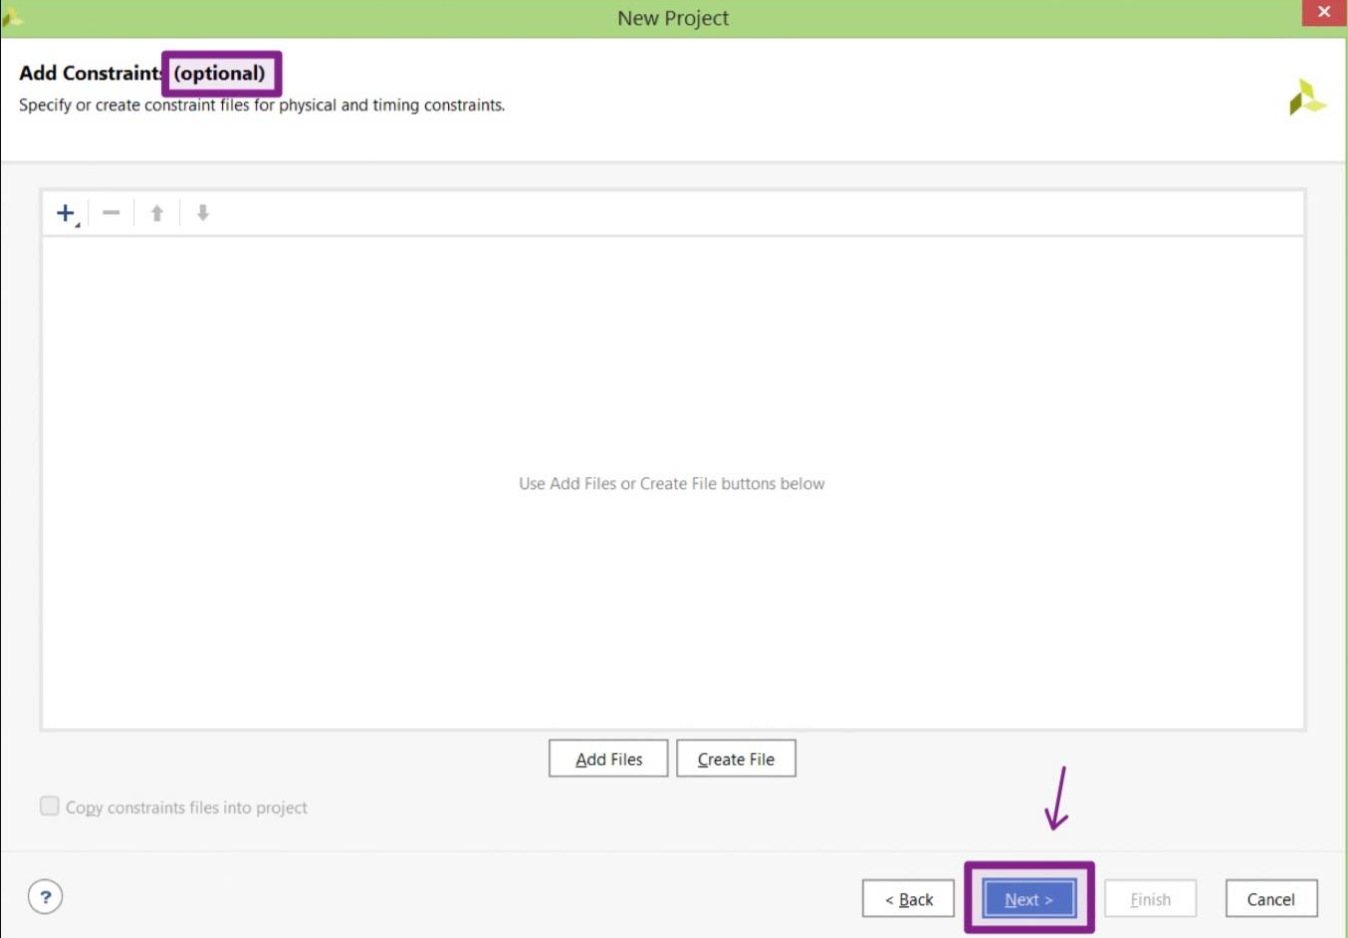 New Project
Add Constraints (optional)
Specify or create constraint files for physical and timing constraints.
Use Add Files or Create File buttons below
Add Files Create File
Copy constraints files into project
? < Back Next > Finish Cancel